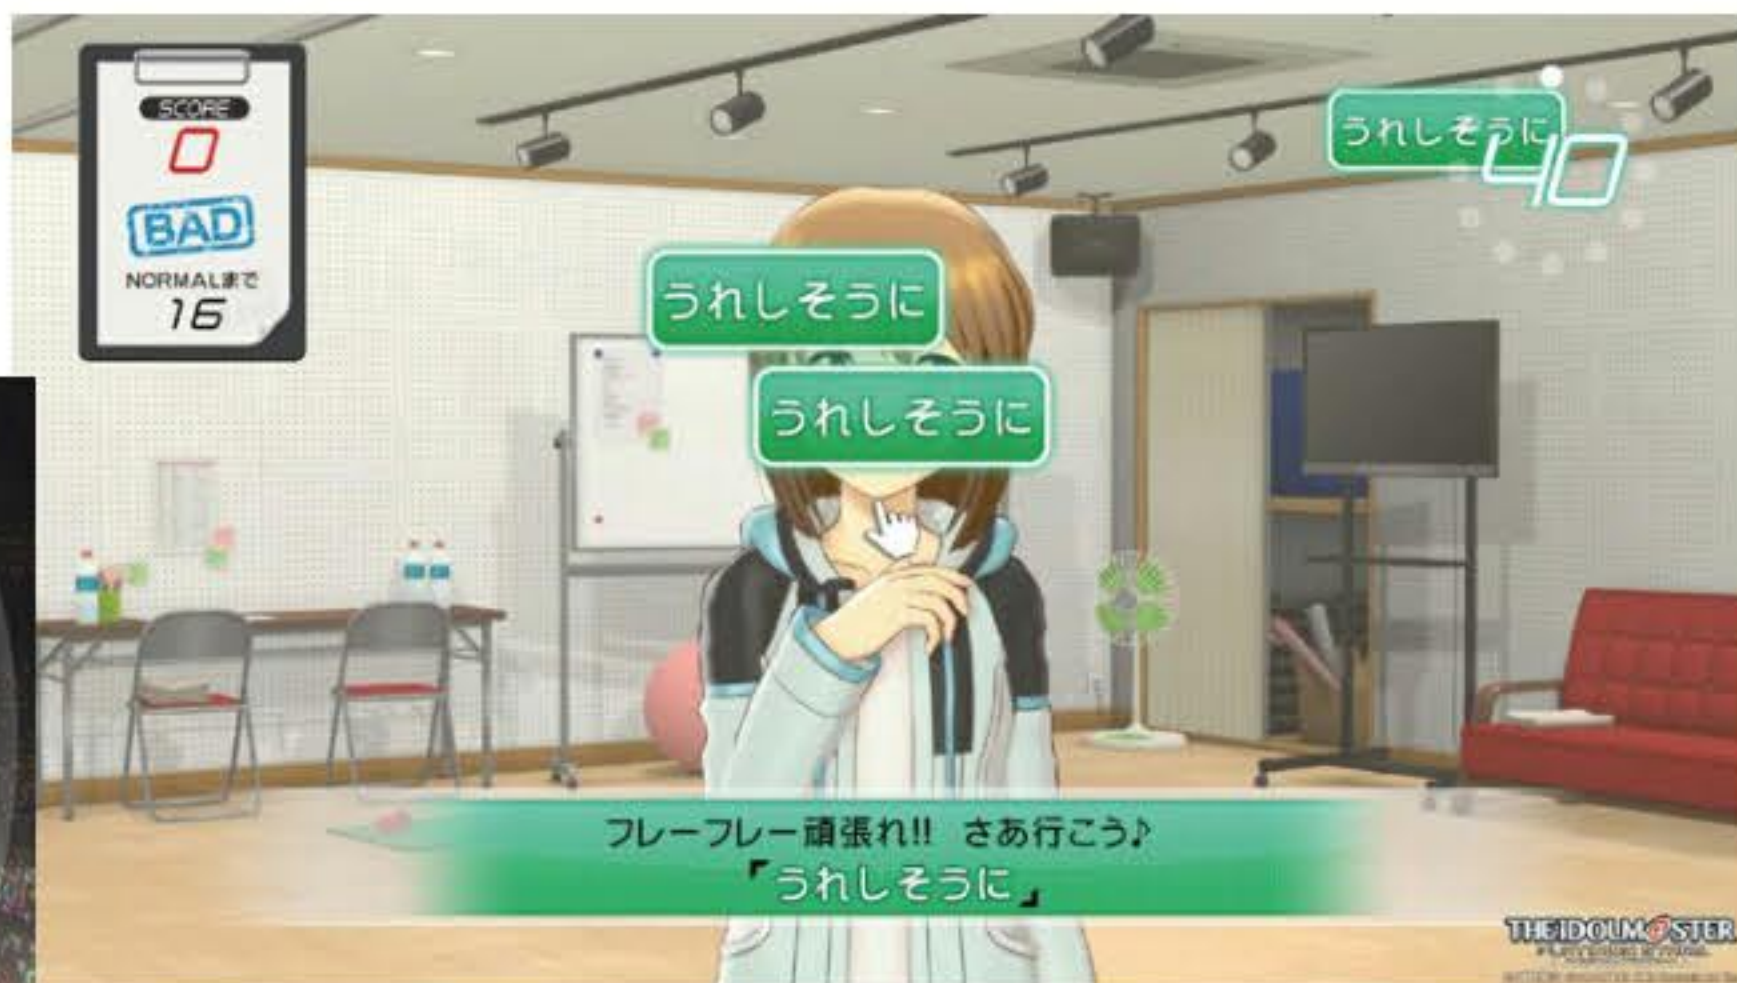 SCORE
0
BAD
NORMALまで
16
うれしそうに
40
うれしそうに
うれしそうに
フレーフレー頑張れ!! さあ行こう♪
「うれしそうに」
THE IDOLM@STER